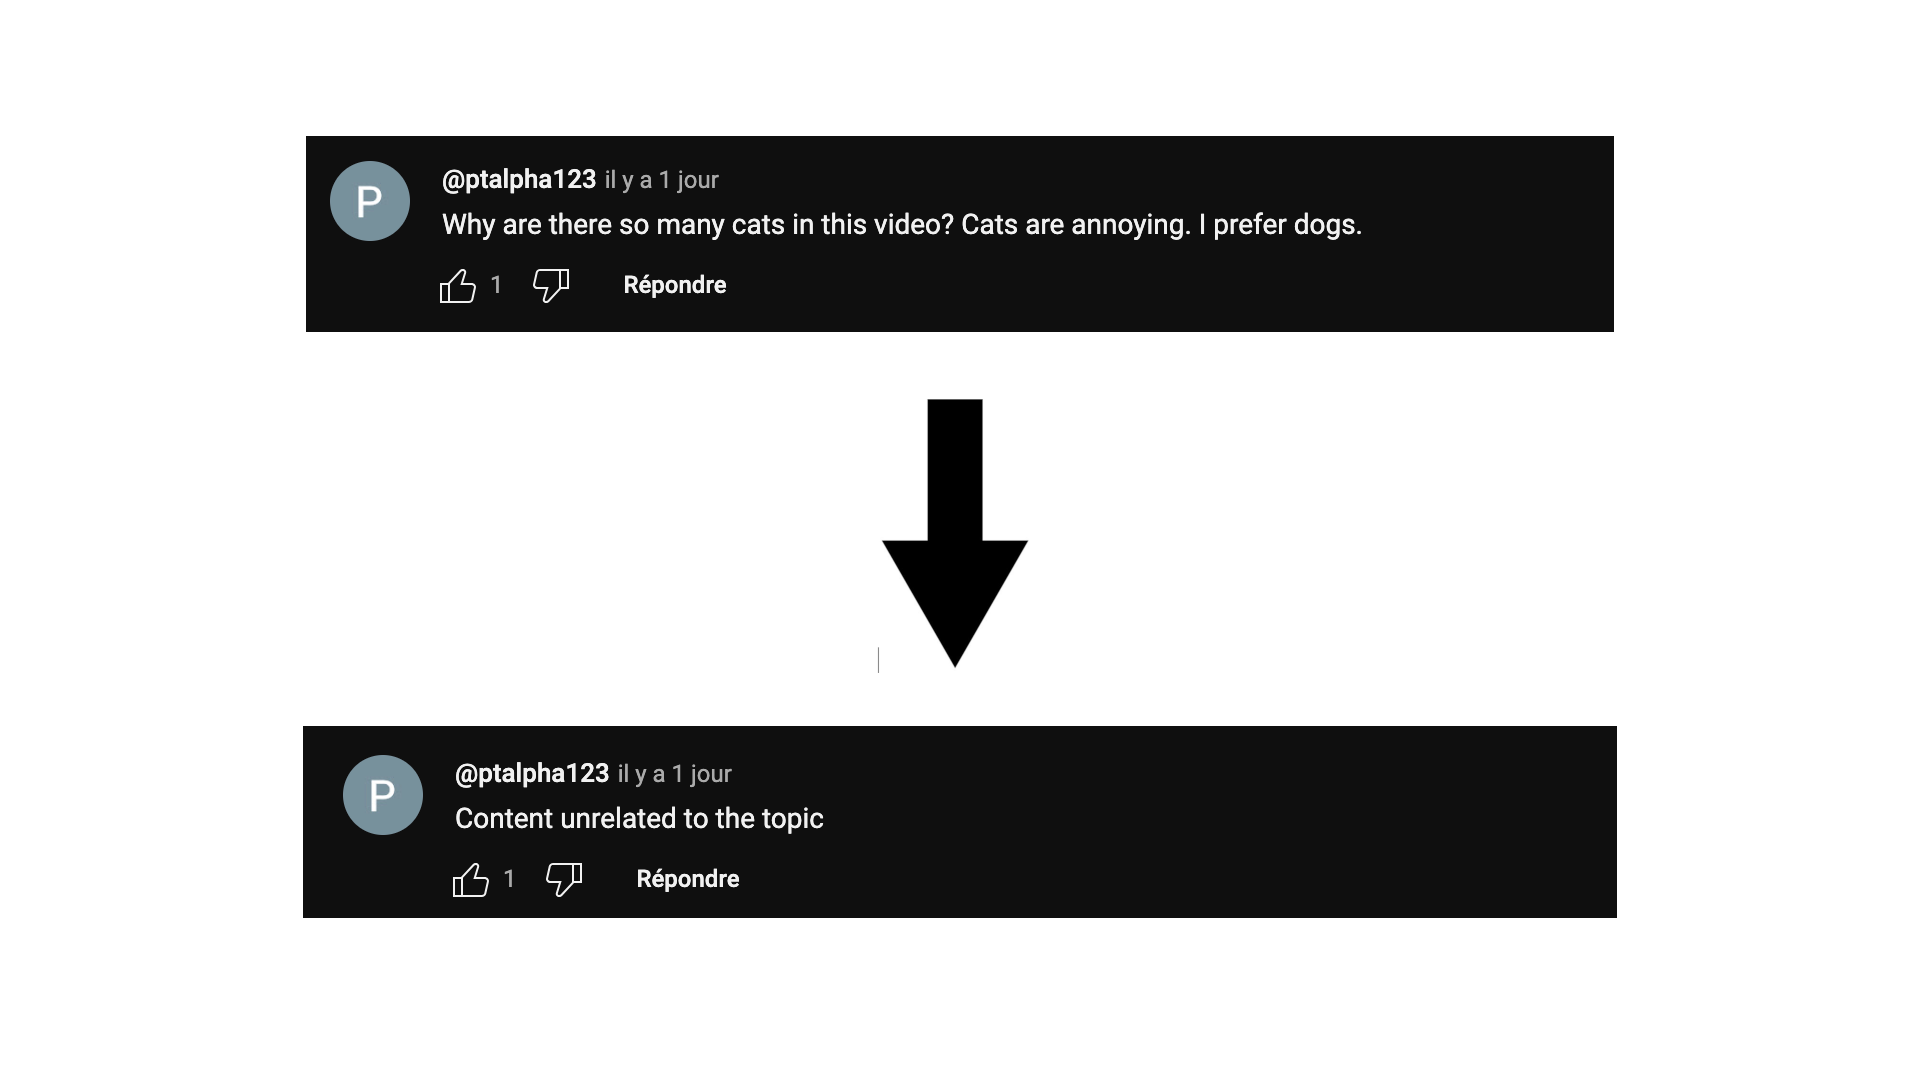 P
@ptalpha123 il y a 1 jour
Why are there so many cats in this video? Cats are annoying. I prefer dogs.
1 Répondre
P
@ptalpha123 il y a 1 jour
Content unrelated to the topic
1 Répondre